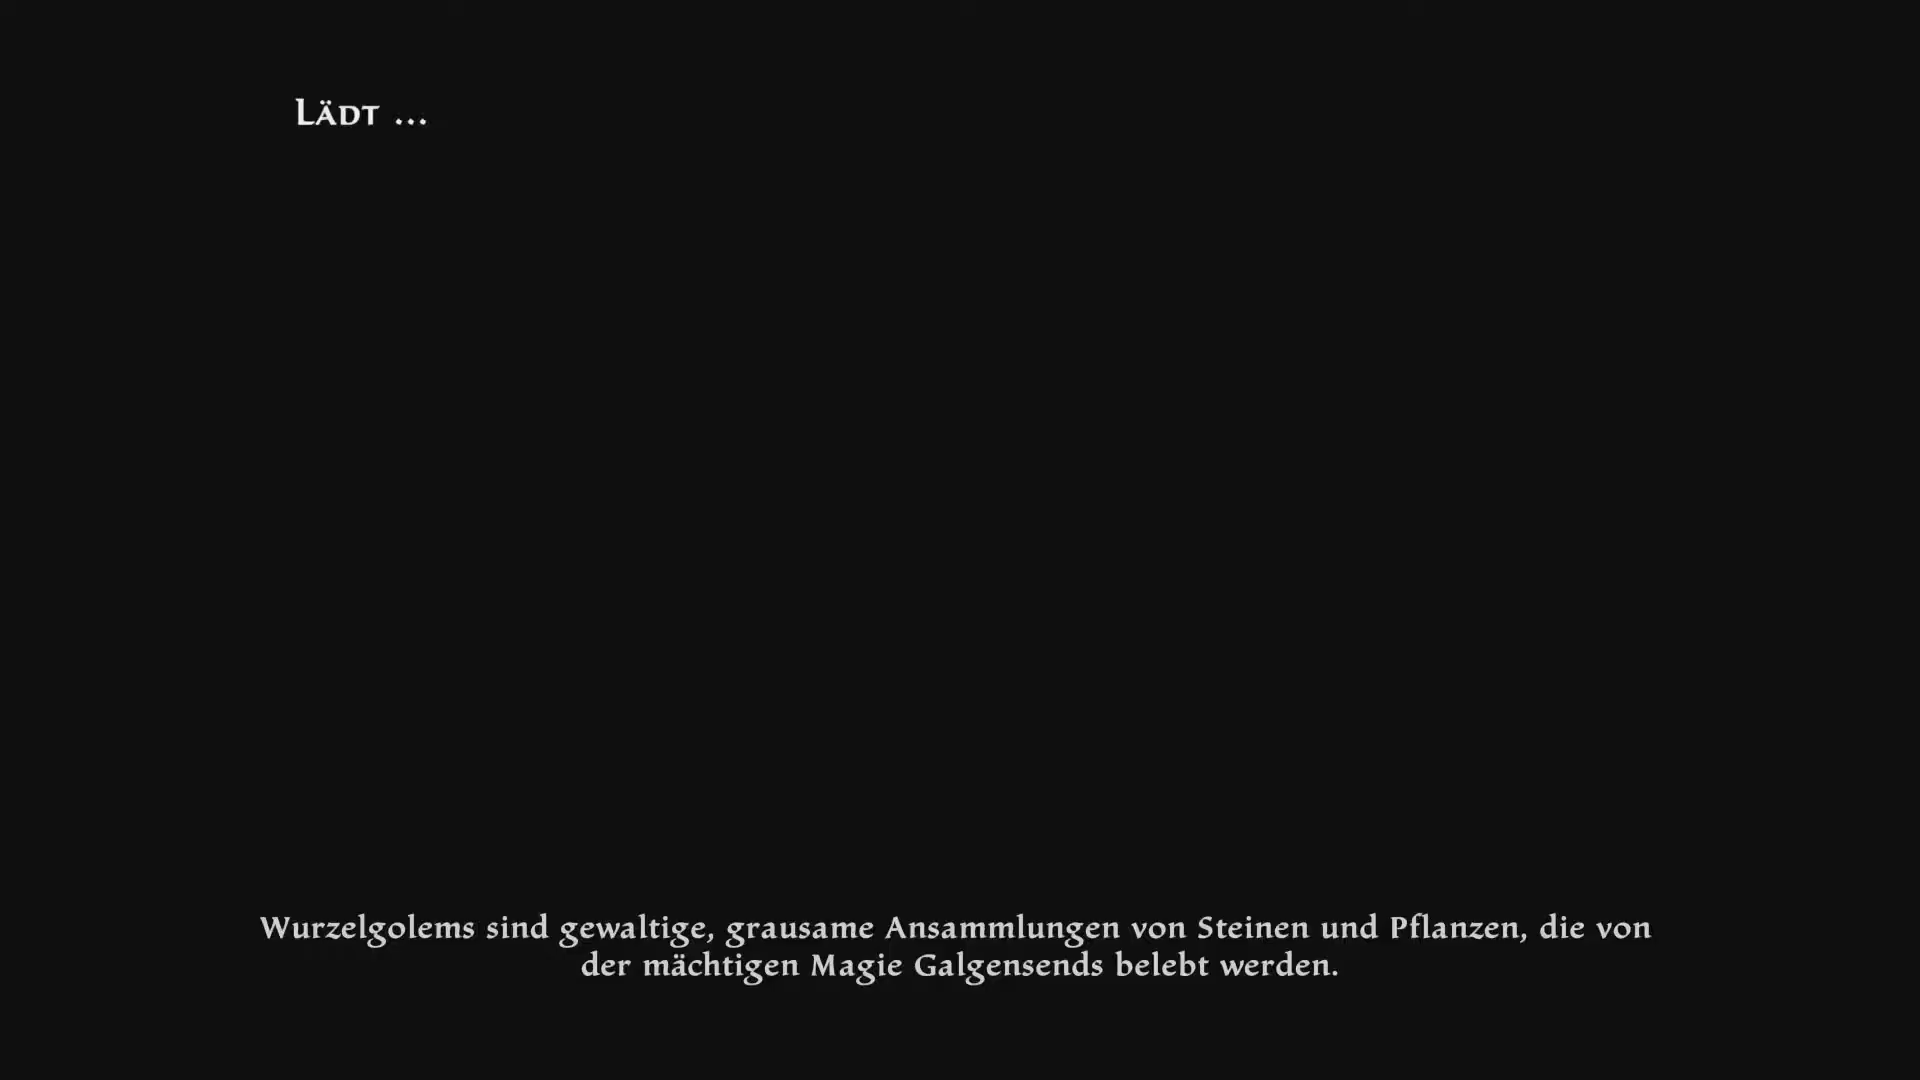 Lädt ...
Wurzelgolems sind gewaltige, grausame Ansammlungen von Steinen und Pflanzen, die von
der mächtigen Magie Galgensends belebt werden.